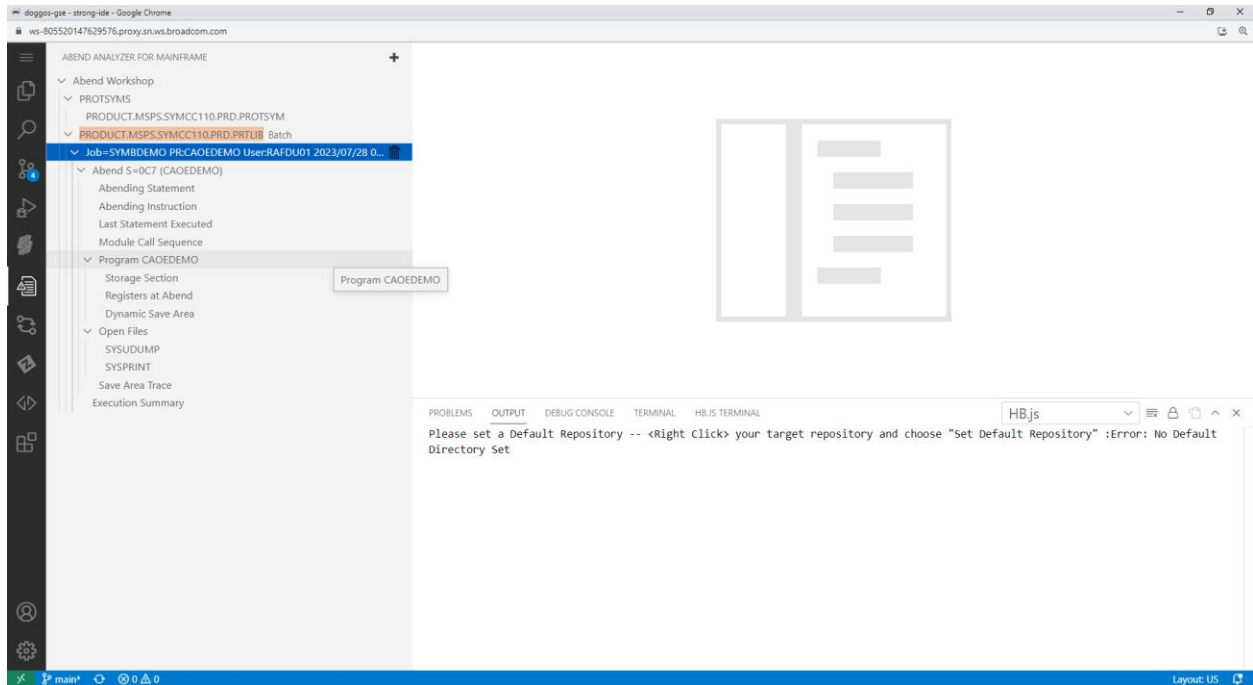 doggos-gse - strong-ide - Google Chrome
ws-805520147629576.proxy.sn.ws.broadcom.com
ABEND ANALYZER FOR MAINFRAME
Abend Workshop
PROTSYMS
PRODUCT.MSPS.SYMCC110.PRD.PROTSYM
PRODUCT.MSPS.SYMCC110.PRD.PRTLIB Batch
Job=SYMBDEMO PR:CAOEDEMO User:RAFDU01 2023/07/28 0...
4
Abend S=0C7 (CAOEDEMO)
Abending Statement
Abending Instruction
Last Statement Executed
Module Call Sequence
Program CAOEDEMO
Storage Section
Program CAOEDEMO
Registers at Abend
Dynamic Save Area
Open Files
SYSUDUMP
SYSPRINT
Save Area Trace
Execution Summary
PROBLEMS OUTPUT DEBUG CONSOLE TERMINAL HB.JS TERMINAL HB.js
Please set a Default Repository -- <Right Click> your target repository and choose "Set Default Repository" :Error: No Default
Directory Set
main* 0 0 Layout: US